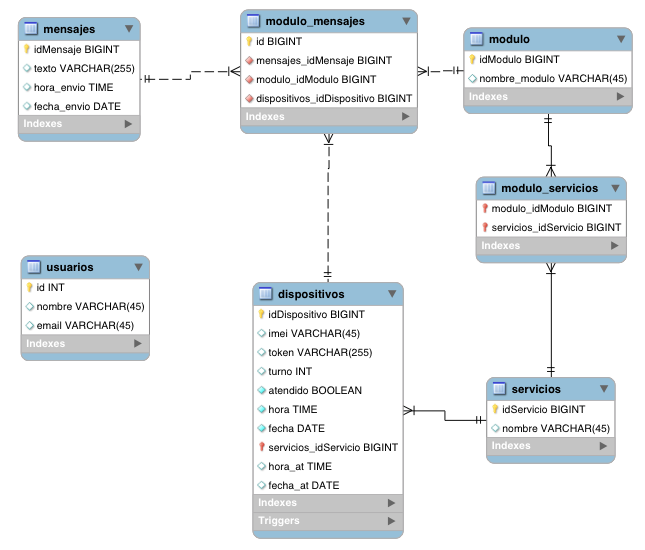 mensajes
idMensaje BIGINT
texto VARCHAR(255)
hora_envio TIME
fecha_envio DATE
Indexes
modulo_mensajes
id BIGINT
mensajes_idMensaje BIGINT
modulo_idModulo BIGINT
dispositivos_idDispositivo BIGINT
Indexes
modulo
idModulo BIGINT
nombre_modulo VARCHAR(45)
Indexes
modulo_servicios
modulo_idModulo BIGINT
servicios_idServicio BIGINT
Indexes
usuarios
id INT
nombre VARCHAR(45)
email VARCHAR(45)
Indexes
dispositivos
idDispositivo BIGINT
imei VARCHAR(45)
token VARCHAR(255)
turno INT
atendido BOOLEAN
hora TIME
fecha DATE
servicios_idServicio BIGINT
hora_at TIME
fecha_at DATE
Indexes
Triggers
servicios
idServicio BIGINT
nombre VARCHAR(45)
Indexes